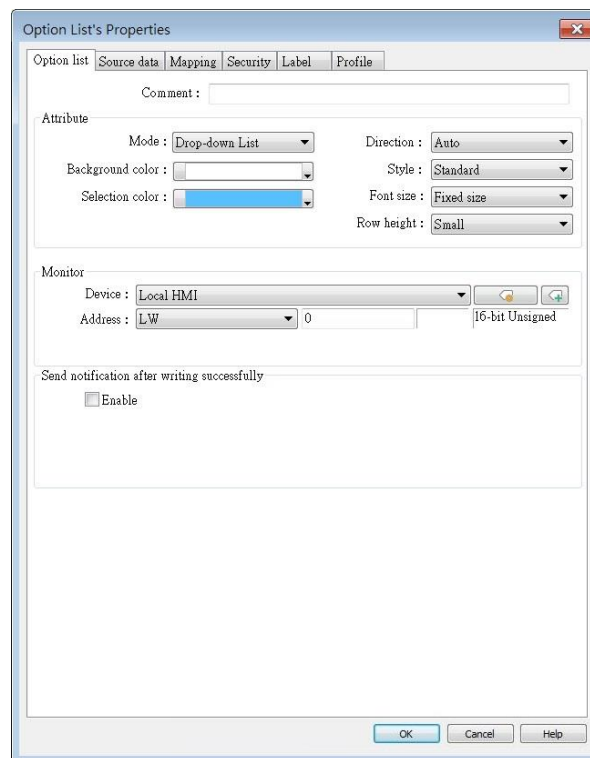 Option List's Properties
Option list Source data Mapping Security Label Profile
Comment :
Attribute
Mode : Drop-down List Direction : Auto
Background color : Style : Standard
Selection color : Font size : Fixed size
Row height : Small
Monitor
Device : Local HMI
Address : LW 0 16-bit Unsigned
Send notification after writing successfully
Enable
OK Cancel Help